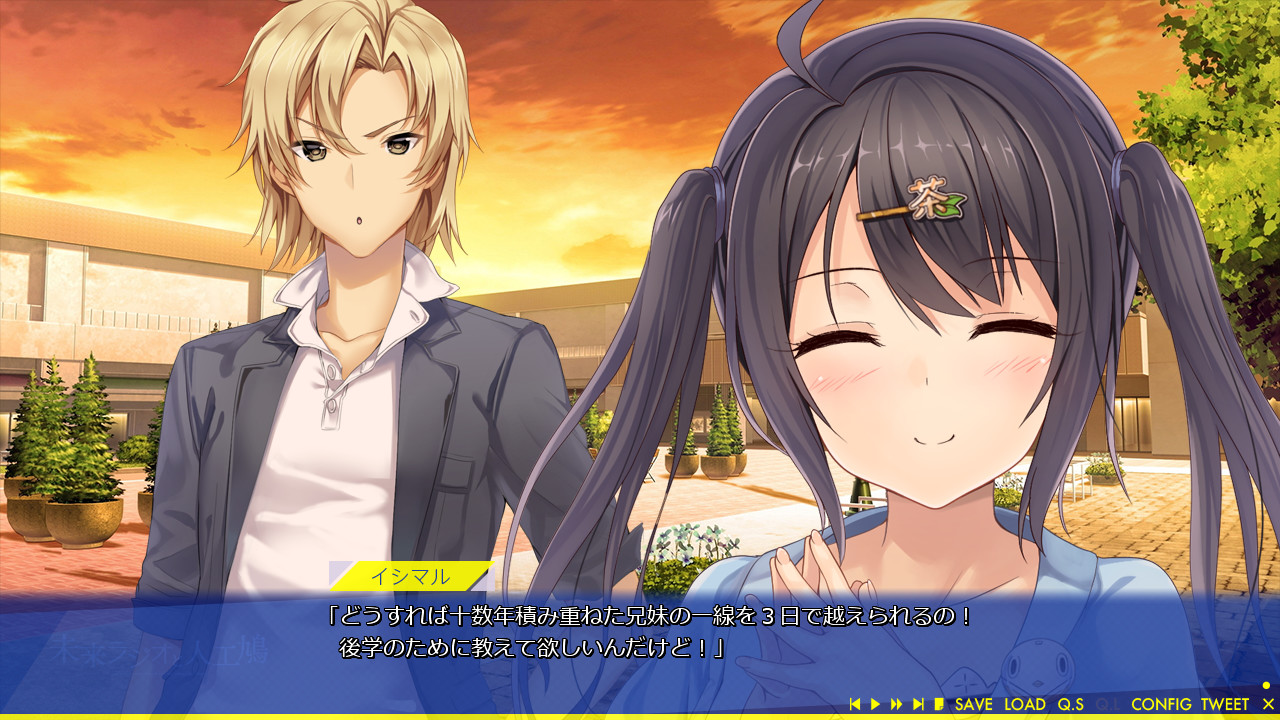 茶
イシマル
「どうすれば十数年積み重ねた兄妹の一線を３日で越えられるの！
後学のために教えて欲しいんだけど！」
未来ラジオと人工鳩
SAVE LOAD Q.S Q.L CONFIG TWEET ×